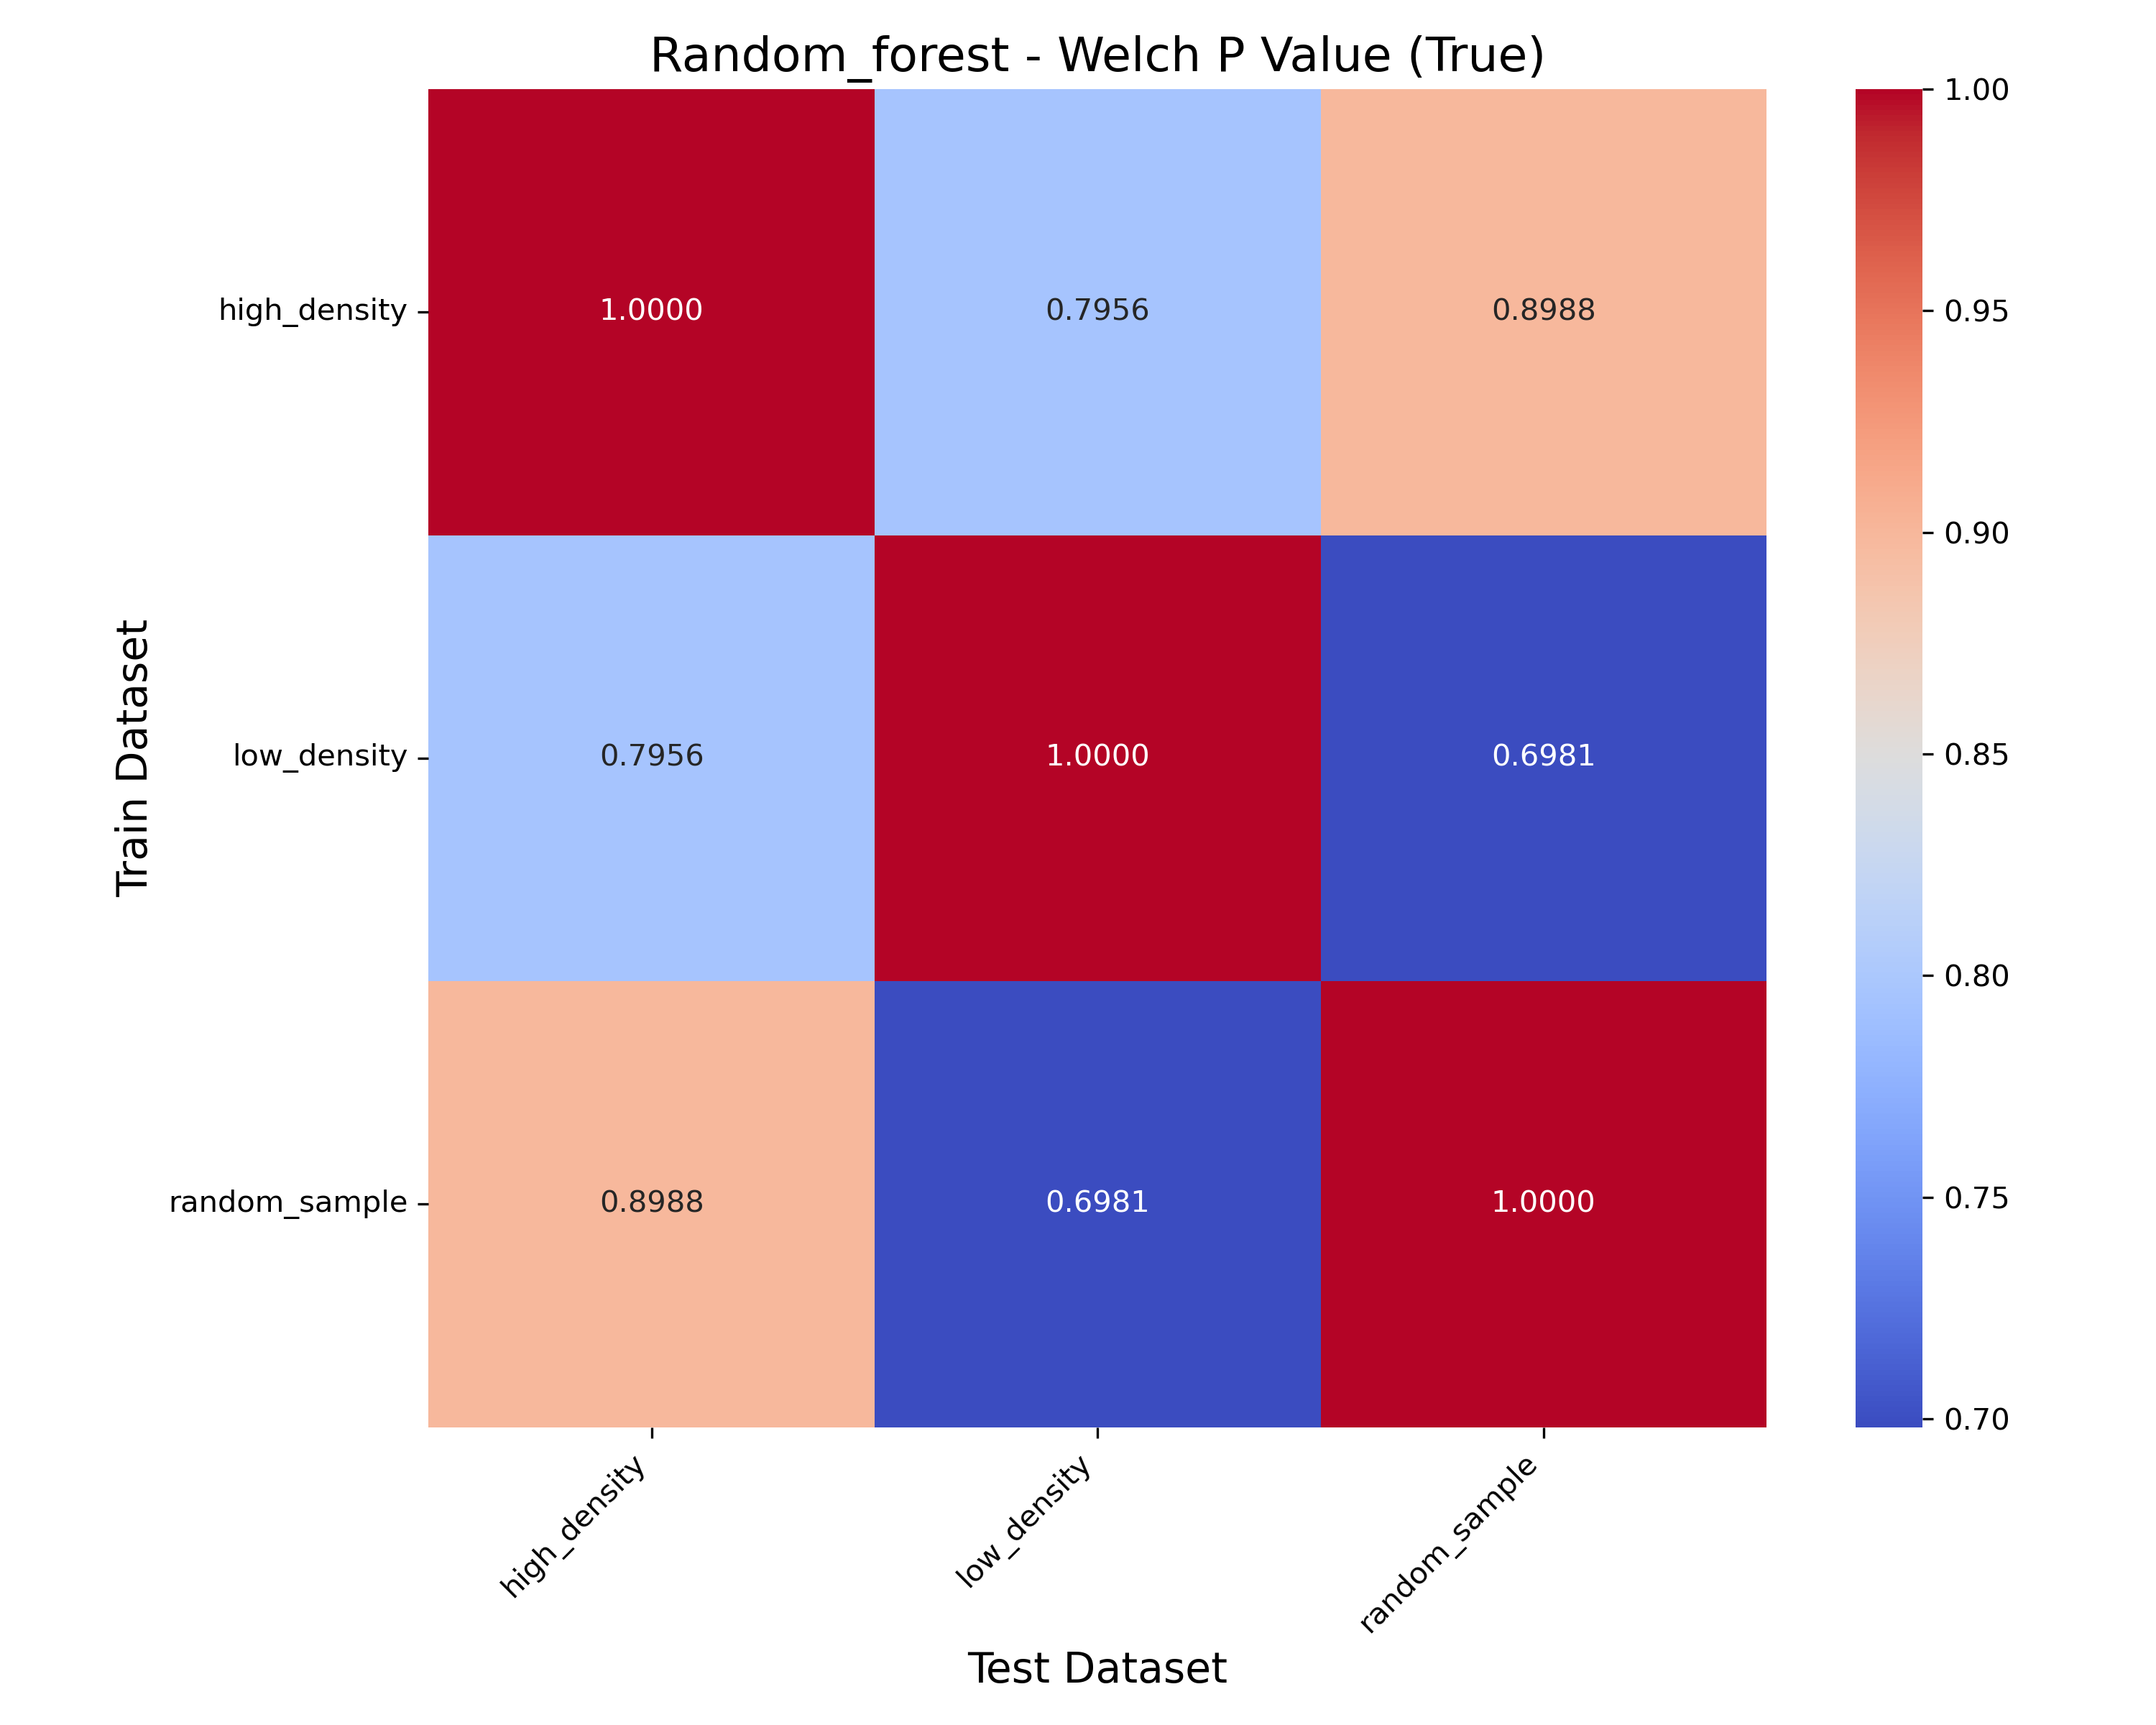 Random_forest - Welch P Value (True)
Train Dataset
high_density
1.0000
0.7956
0.8988
low_density
0.7956
1.0000
0.6981
random_sample
0.8988
0.6981
1.0000
high_density
low_density
random_sample
Test Dataset
1.00
0.95
0.90
0.85
0.80
0.75
0.70